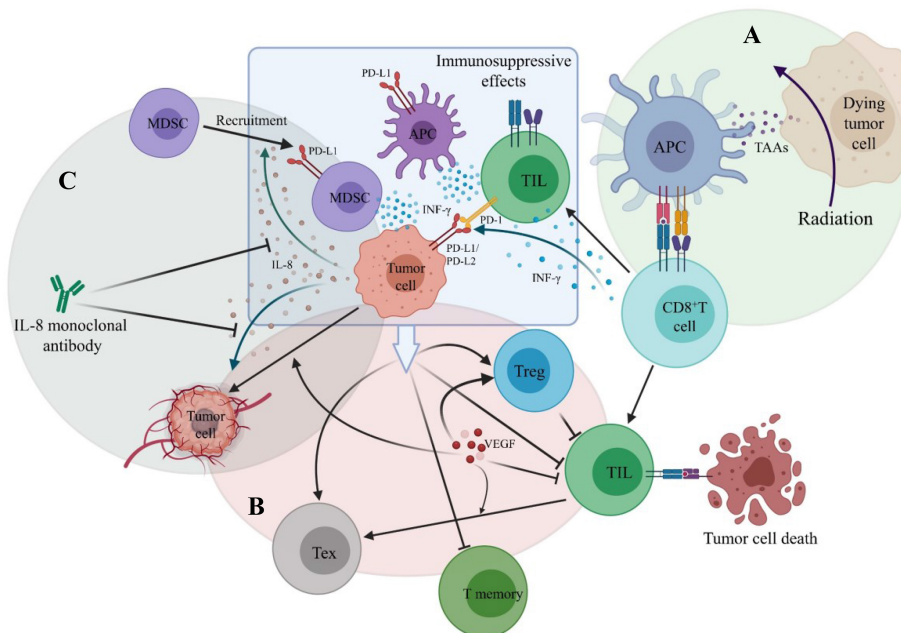 A
Immunosuppressive
effects
PD-L1
APC
TIL
APC
TAAs
Dying
tumor
cell
Radiation
MDSC
Recruitment
PD-L1
MDSC
C
INF-γ
PD-1
PD-L1/
PD-L2
INF-γ
Tumor
cell
IL-8
CD8⁺T
cell
IL-8 monoclonal
antibody
Treg
Tumor
cell
VEGF
TIL
B
Tex
T memory
Tumor cell death